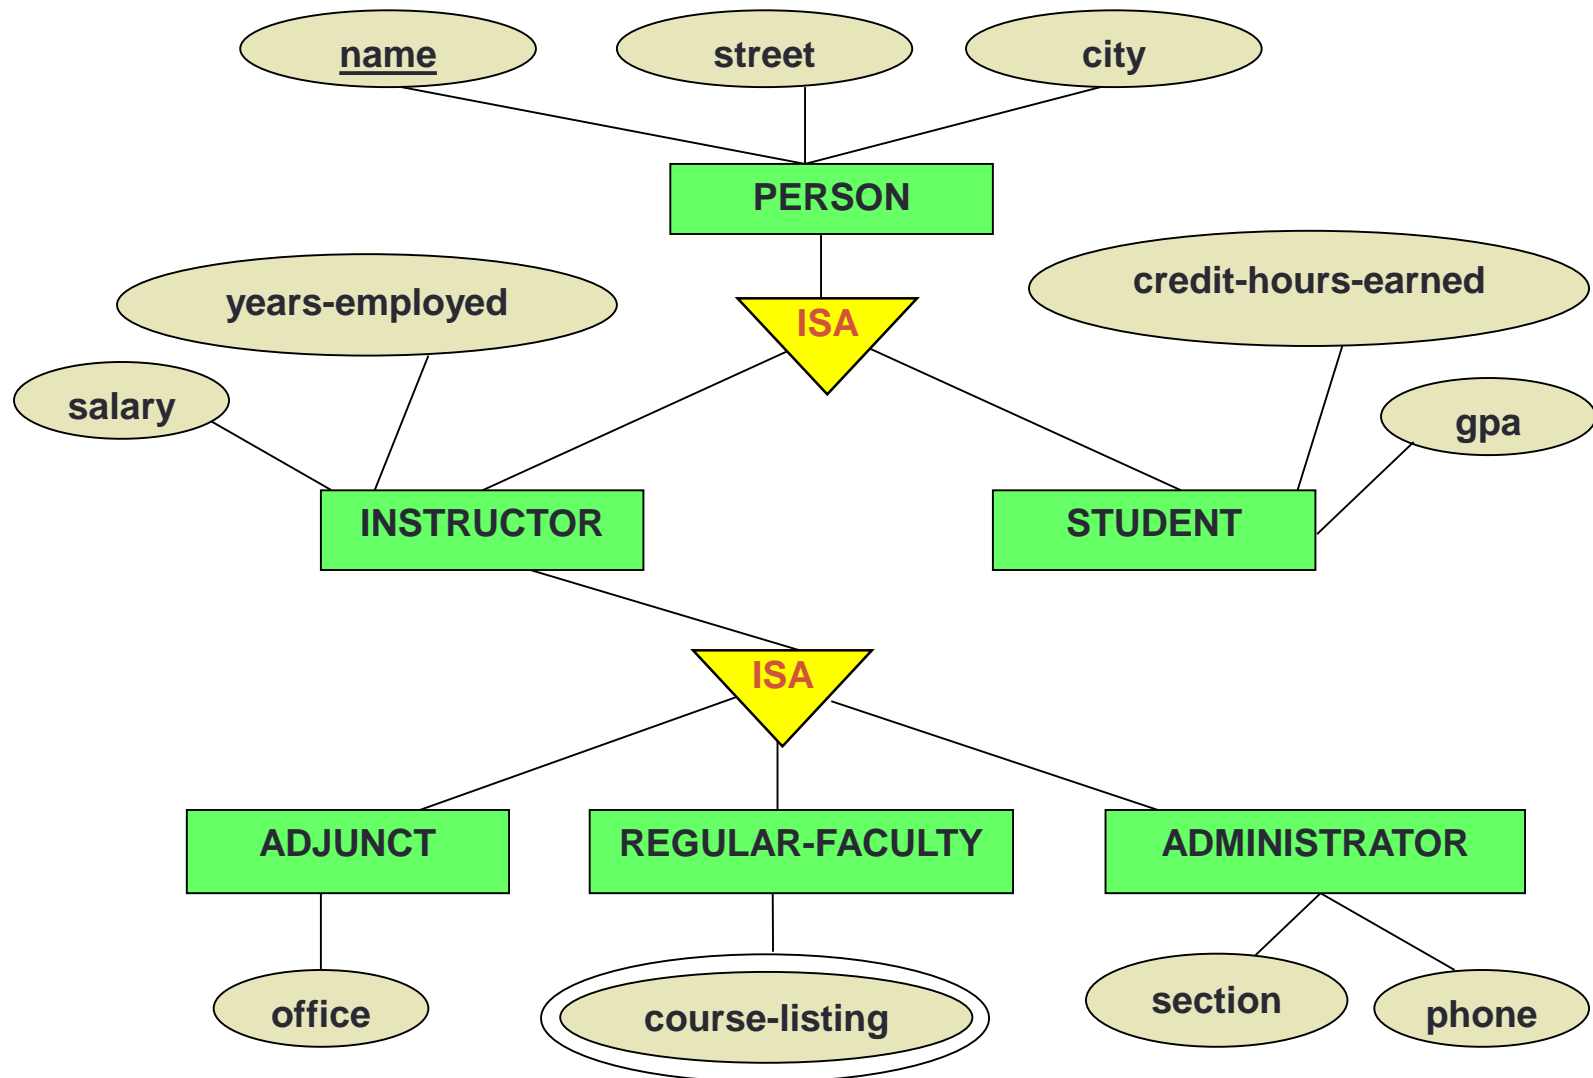 name
street
city
PERSON
years-employed
credit-hours-earned
ISA
salary
gpa
INSTRUCTOR
STUDENT
ISA
ADJUNCT
REGULAR-FACULTY
ADMINISTRATOR
office
course-listing
section
phone